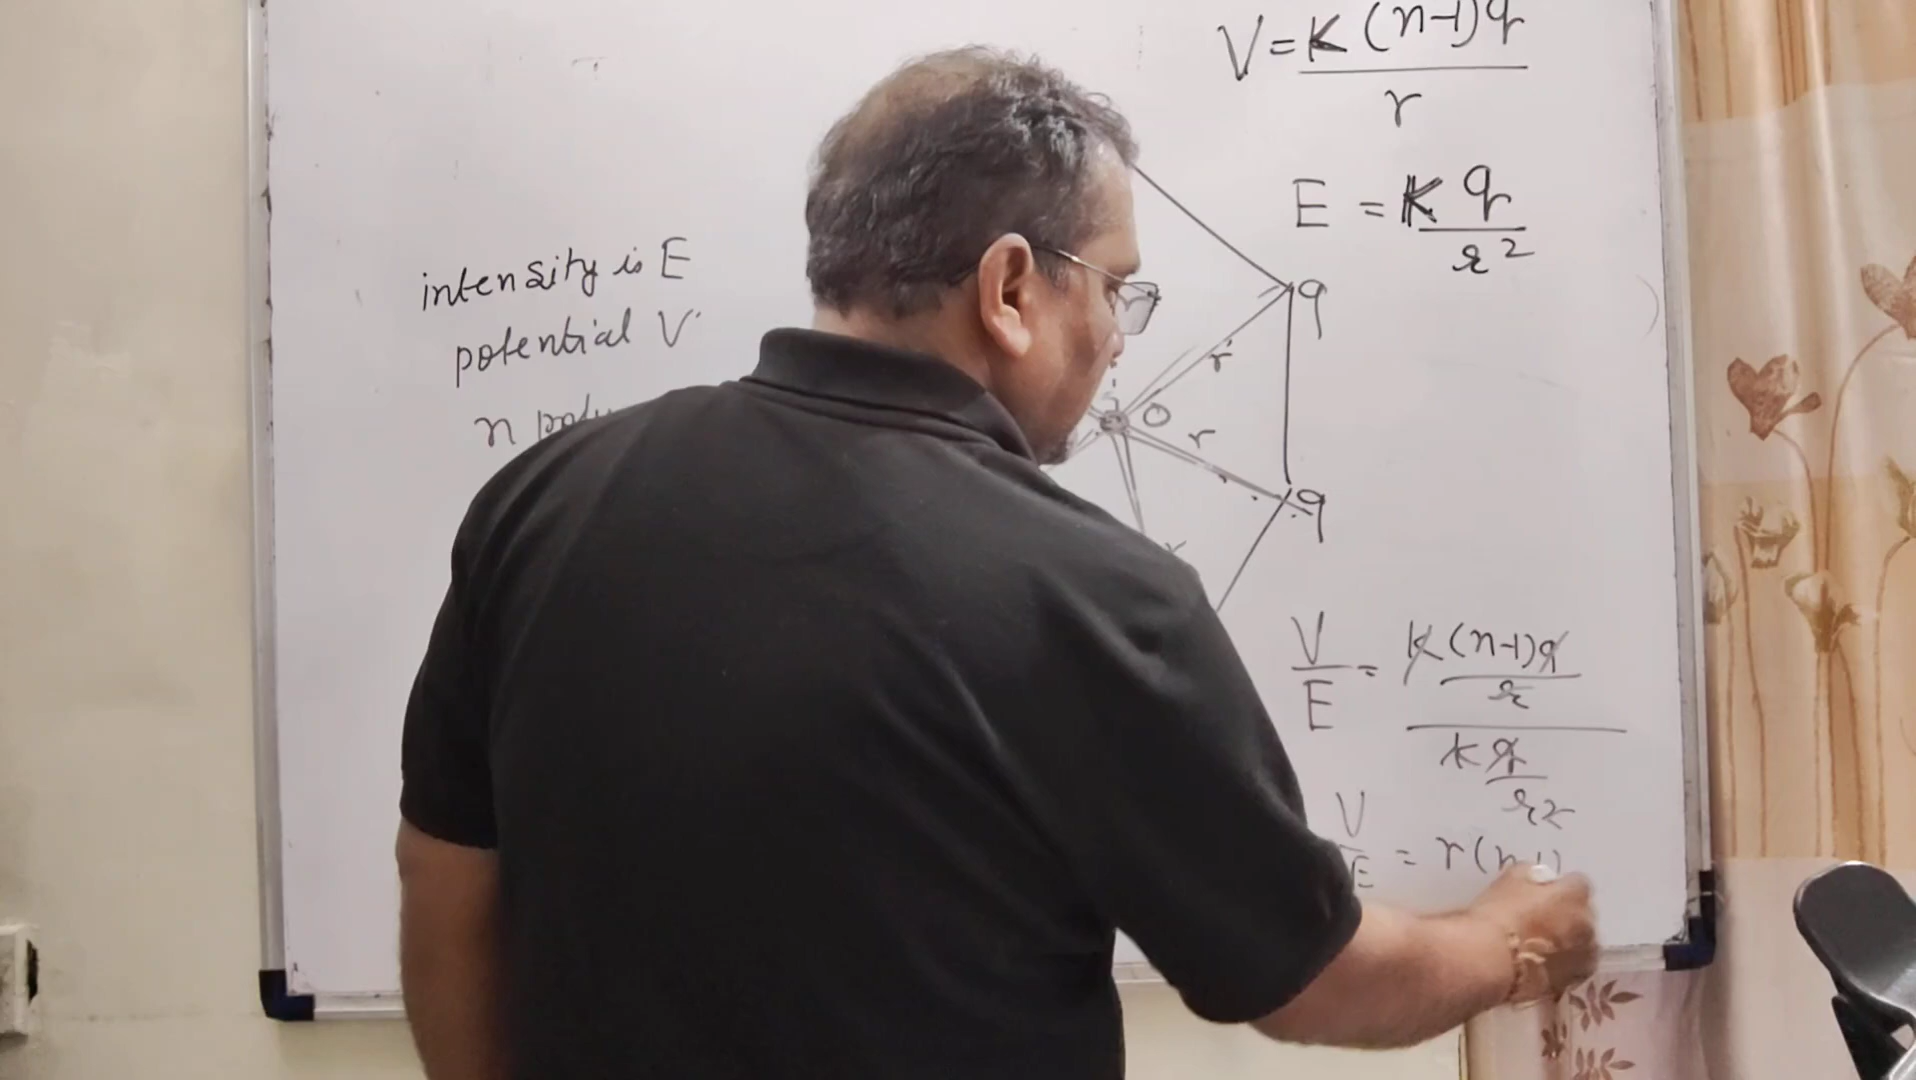 V = K(n-1)q
r
E = K q
r²
intensity is E
potential V
n
q
r
O
r
q
r
V/E = K(n-1)q/r
k q/r²
V/E = r(n-1)